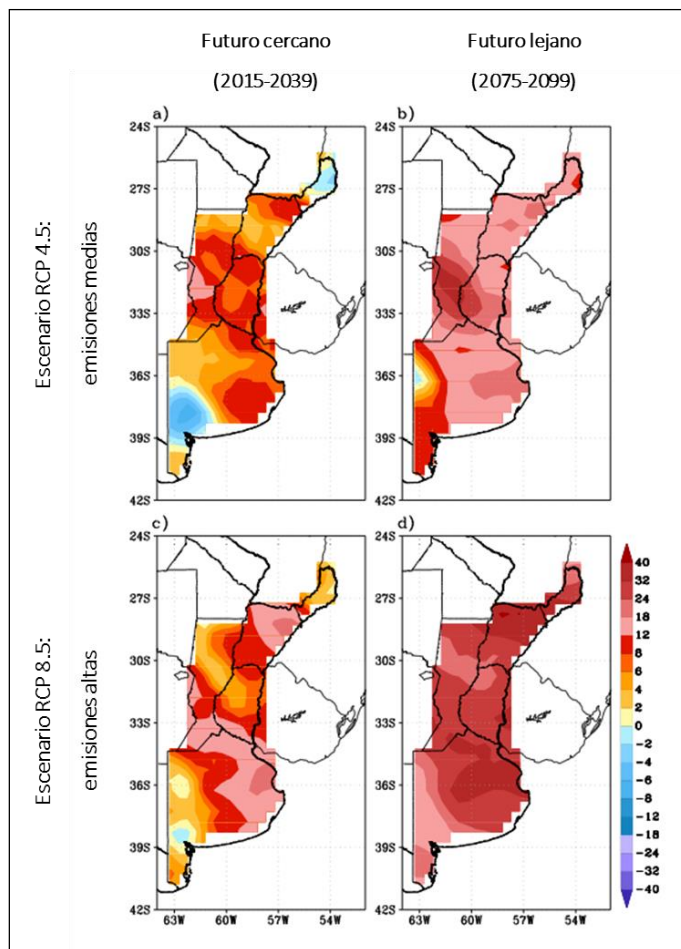 Futuro cercano
(2015-2039)
Futuro lejano
(2075-2099)
Escenario RCP 4.5:
emisiones medias
a)
24S
27S
30S
33S
36S
39S
42S
b)
24S
27S
30S
33S
36S
39S
42S
Escenario RCP 8.5:
emisiones altas
c)
24S
27S
30S
33S
36S
39S
42S
63W 60W 57W 54W
d)
24S
27S
30S
33S
36S
39S
42S
63W 60W 57W 54W
40
32
24
18
12
8
6
4
2
0
-2
-4
-6
-8
-12
-18
-24
-32
-40